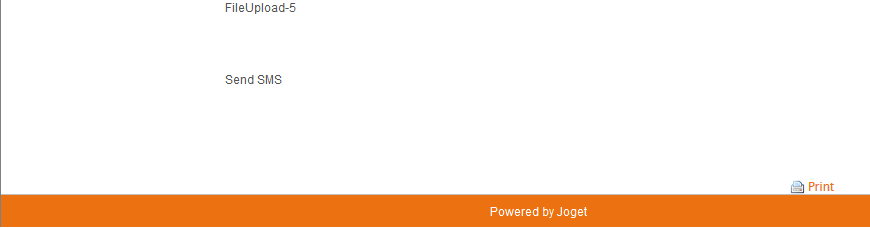 FileUpload-5
Send SMS
Print
Powered by Joget